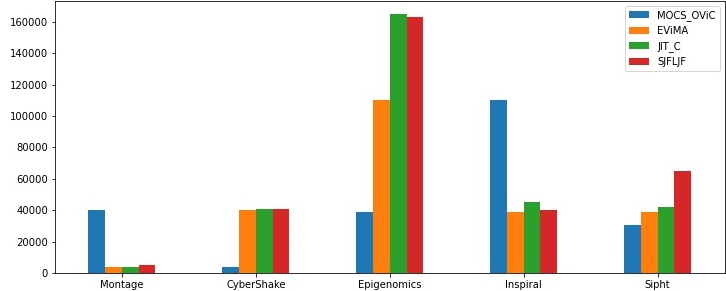 160000
140000
120000
100000
80000
60000
40000
20000
0
MOCS_OViC
EViMA
JIT_C
SJFLJF
Montage CyberShake Epigenomics Inspiral Sipht